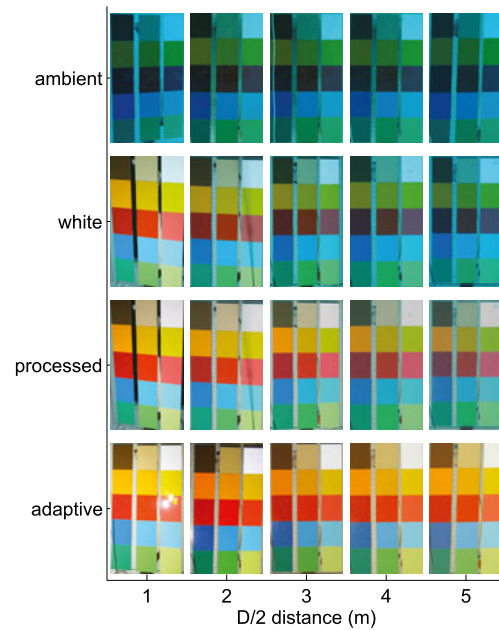 ambient
white
processed
adaptive
1 2 3 4 5
D/2 distance (m)